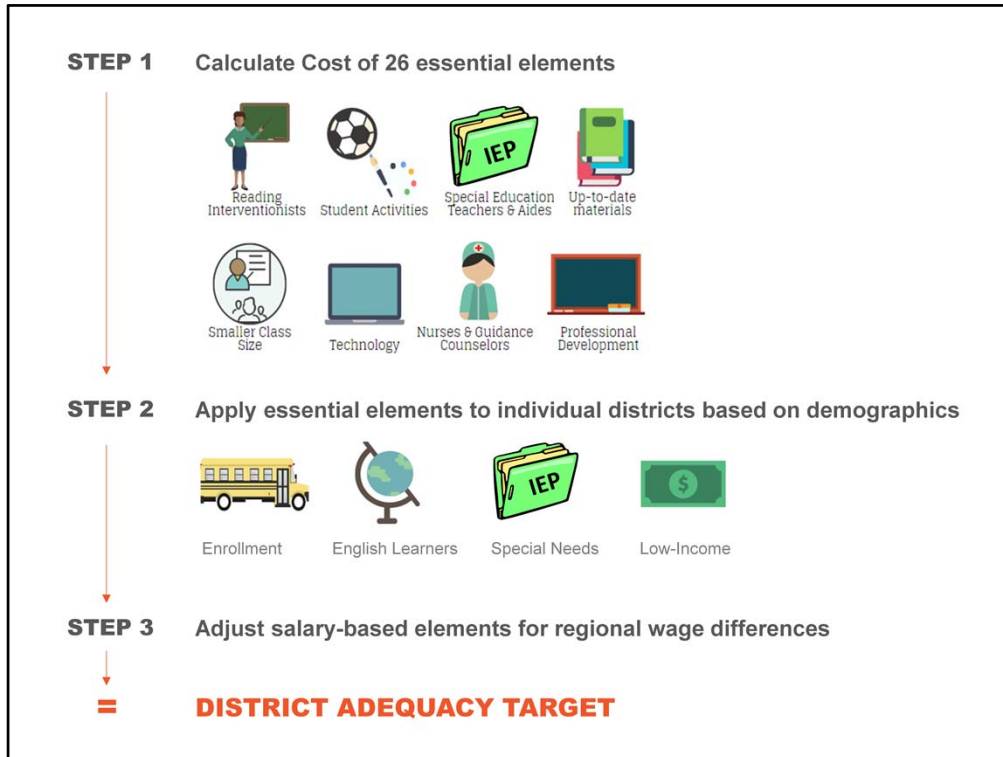 STEP 1 Calculate Cost of 26 essential elements
IEP
Reading
Interventionists
Student Activities
Special Education
Teachers & Aides
Up-to-date
materials
Smaller Class
Size
Technology
Nurses & Guidance
Counselors
Professional
Development
STEP 2 Apply essential elements to individual districts based on demographics
IEP
Enrollment English Learners Special Needs Low-Income
STEP 3 Adjust salary-based elements for regional wage differences
= DISTRICT ADEQUACY TARGET